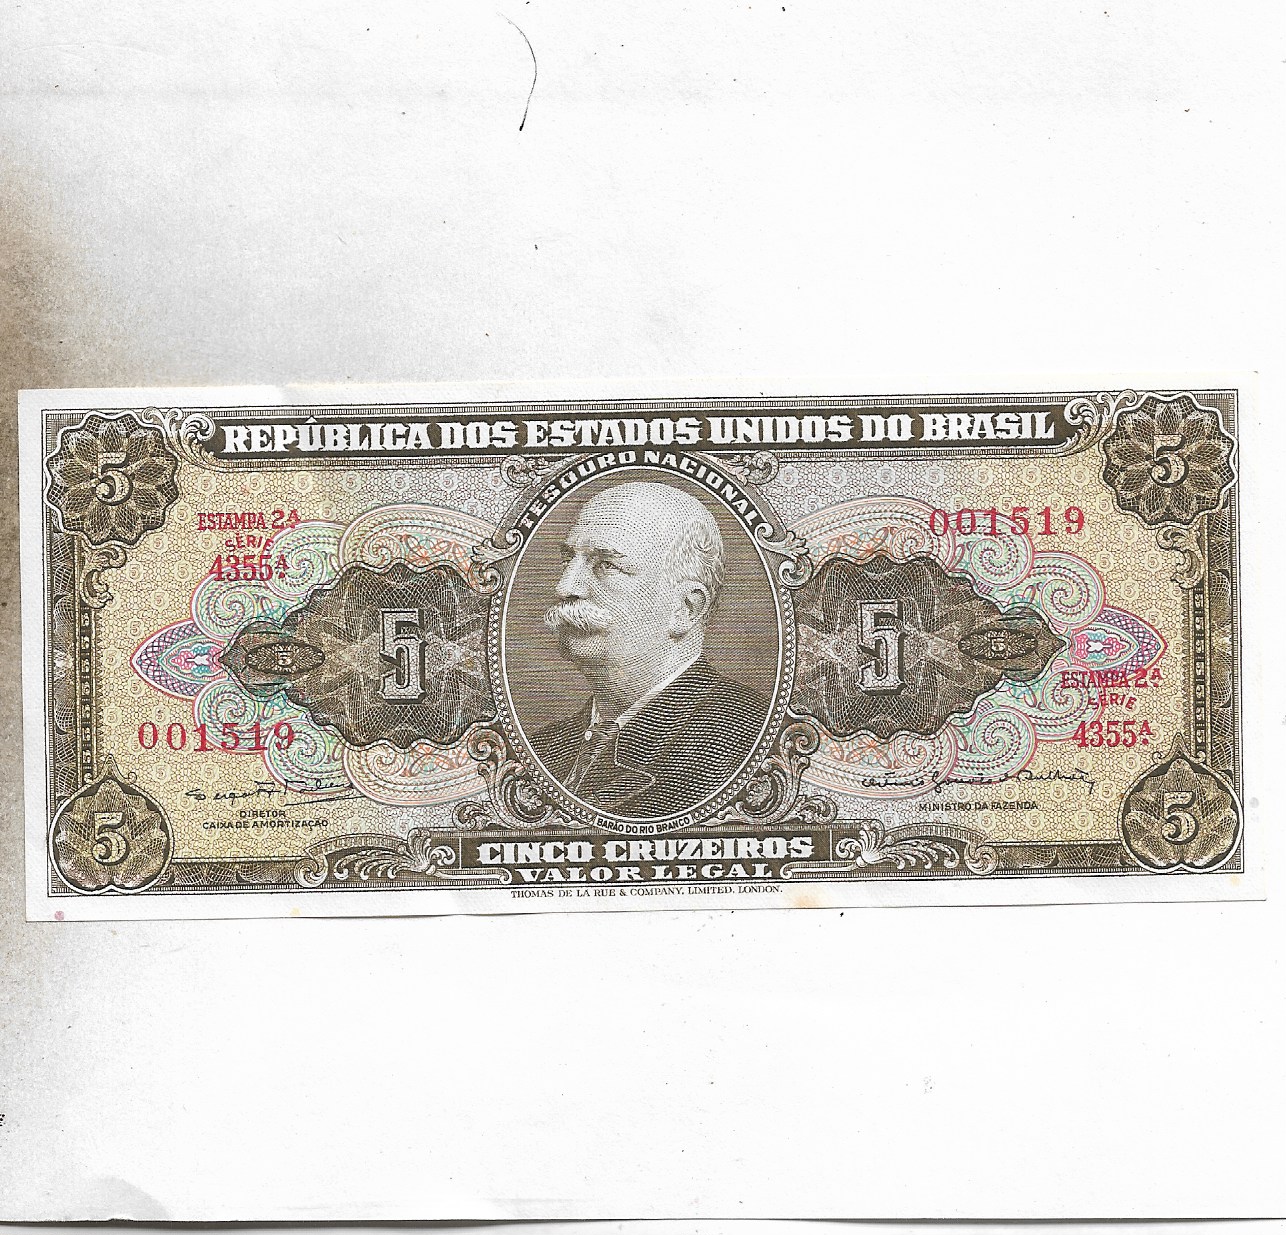 REPÚBLICA DOS ESTADOS UNIDOS DO BRASIL
TESOURO NACIONAL
5
5
ESTAMPA 2ª
SÉRIE
4355ª
001519
5
5
5
5
ESTAMPA 2ª
SÉRIE
4355ª
001519
DIRETOR
CAIXA DE AMORTIZAÇÃO
MINISTRO DA FAZENDA
BARÃO DO RIO BRANCO
5
5
CINCO CRUZEIROS
VALOR LEGAL
THOMAS DE LA RUE & COMPANY, LIMITED, LONDON.